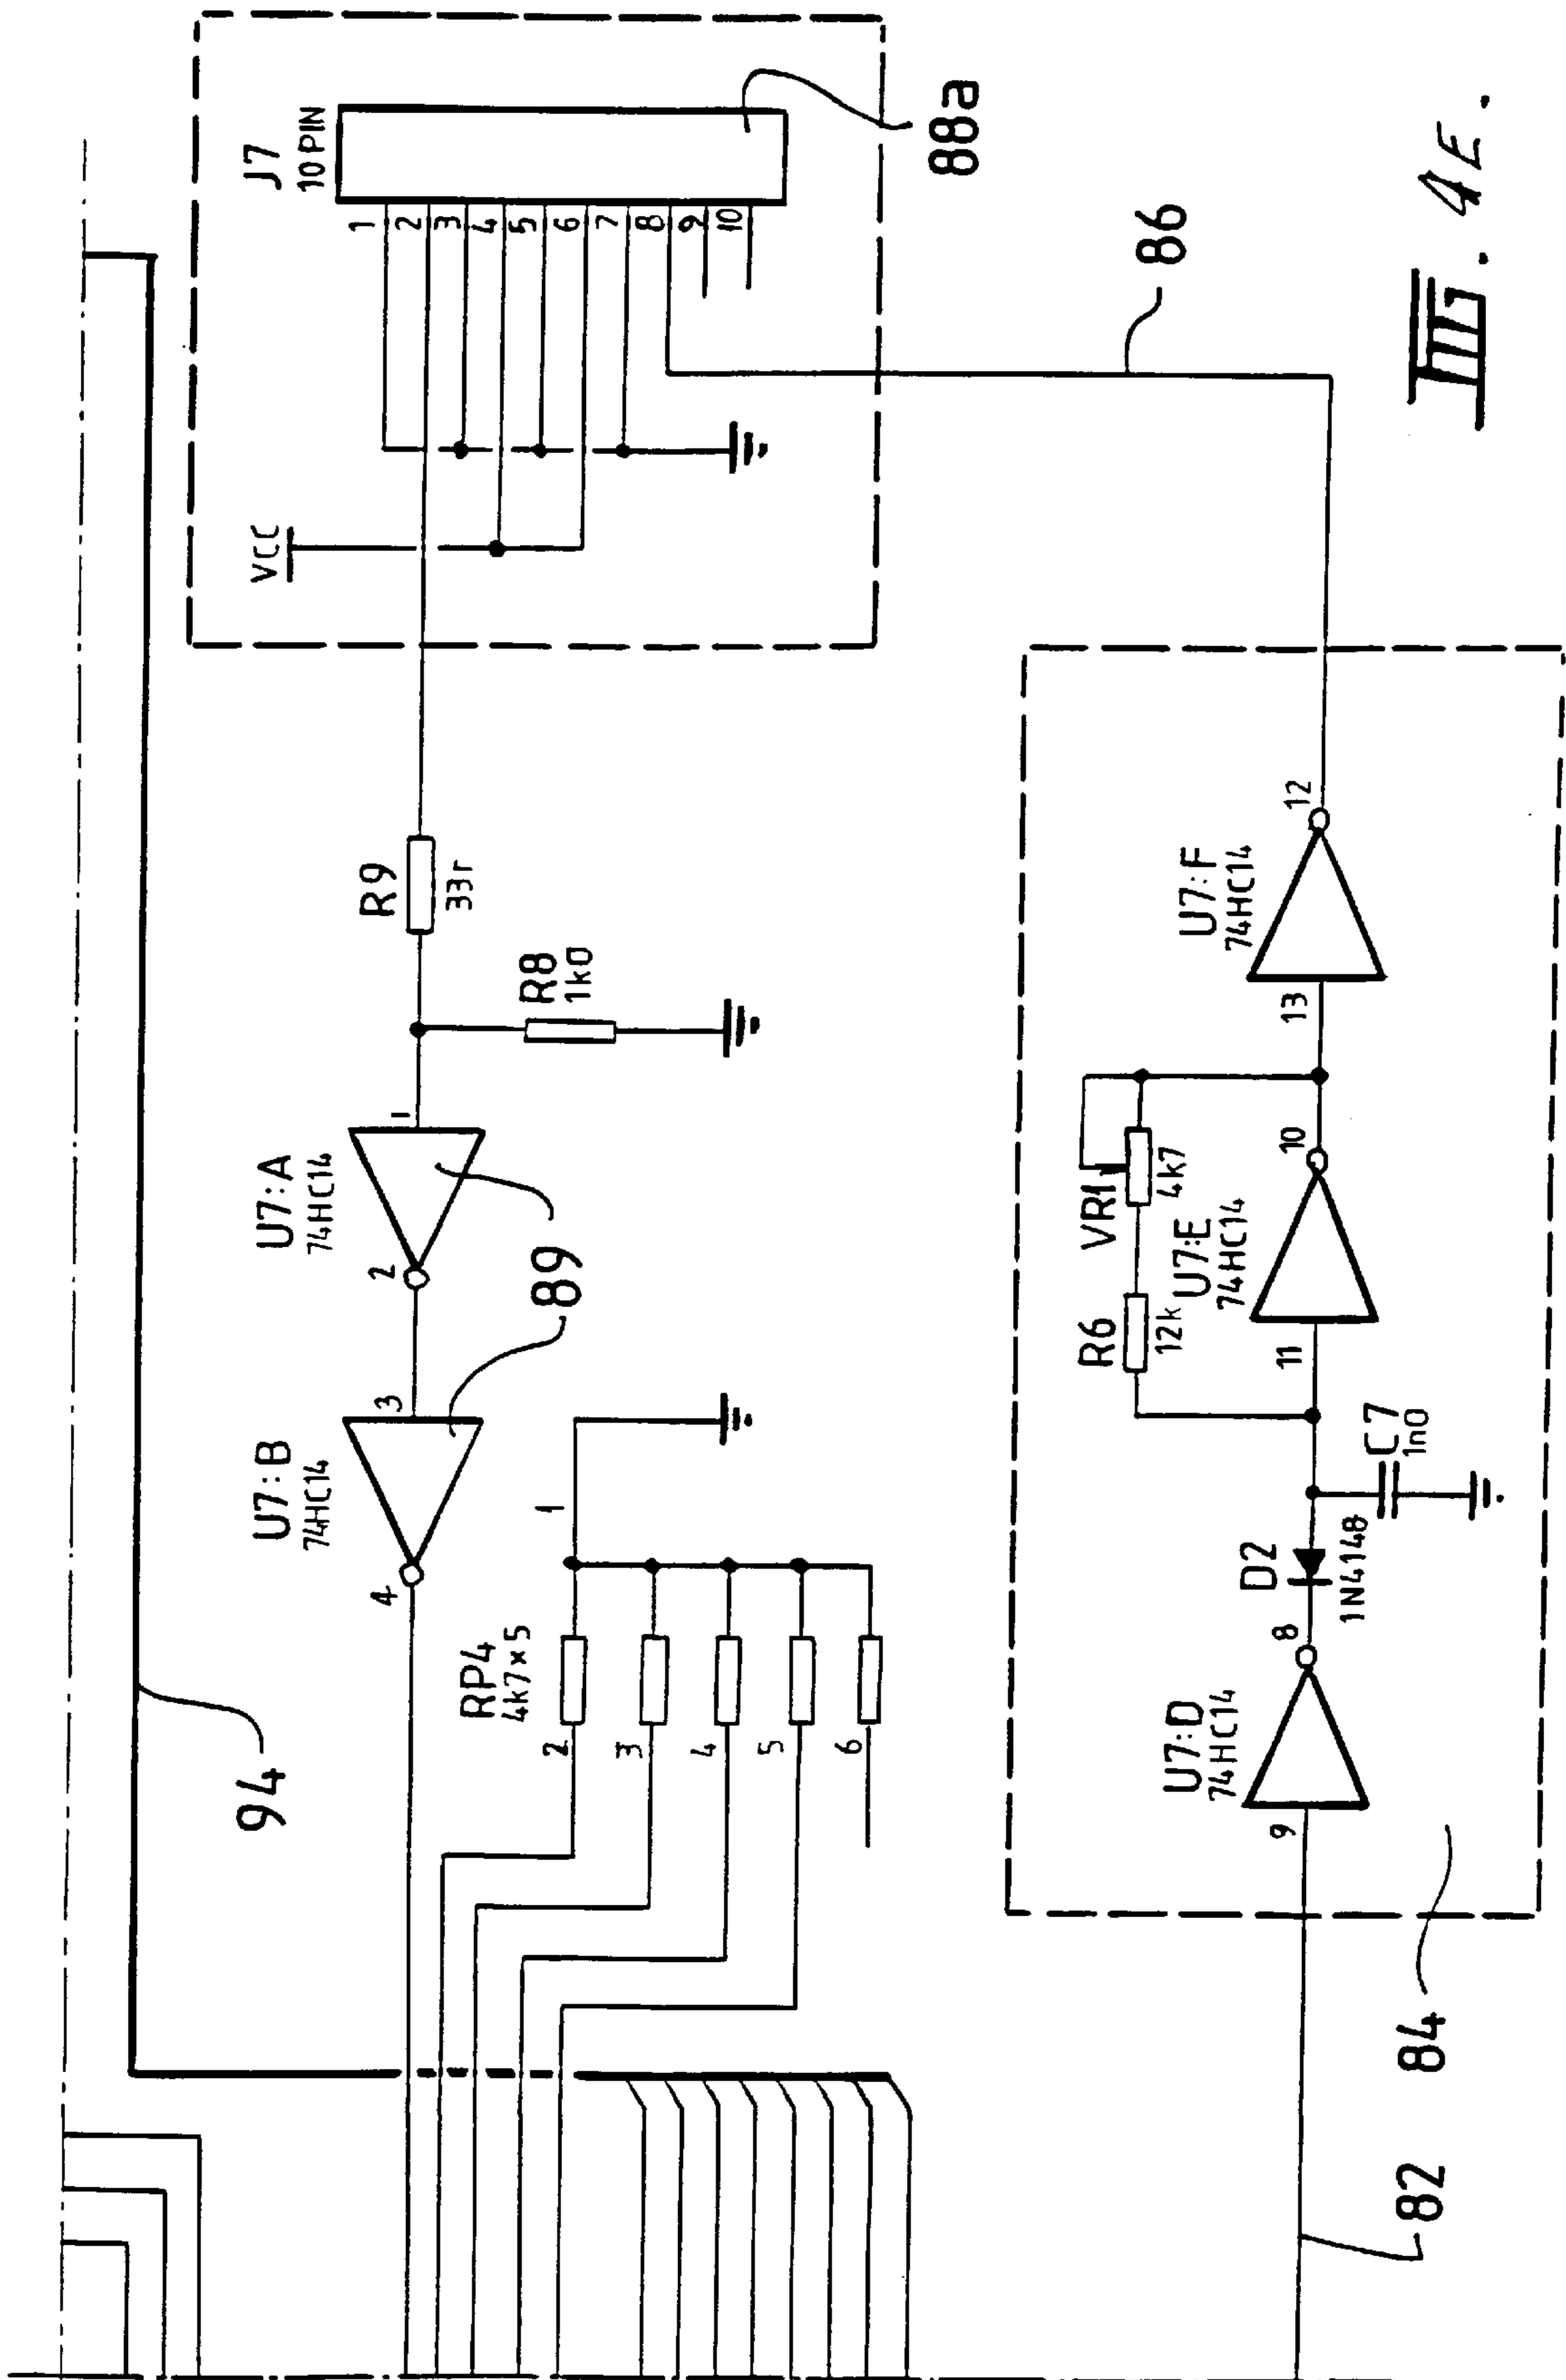 J7
10 PIN
1
2
3
4
5
6
7
8
9
10
VCC
88a
86
R9
33r
R8
1k0
U7:A
74HC14
1
2
89
U7:B
74HC14
3
4
RP4
4k7×5
1
2
3
4
5
6
94
U7:F
74HC14
12
13
VR1
4k7
U7:E
74HC14
10
11
R6
12k
C7
1n0
D2
1N4148
U7:D
74HC14
8
9
84
82
FIG. 4E.